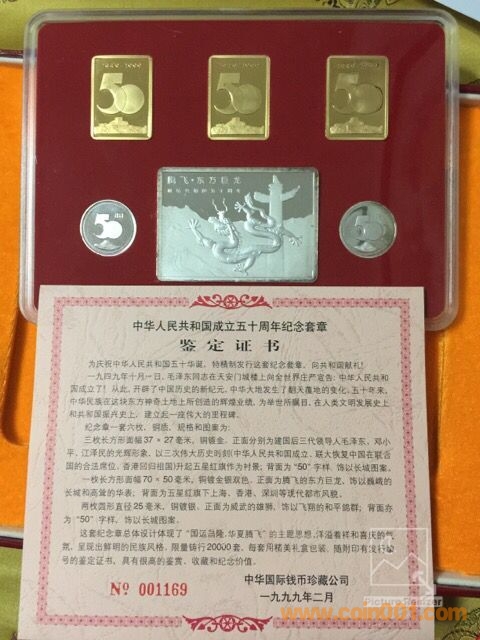 1949-1999
50
1949-1999
50
1949-1999
50
腾飞·东方巨龙
50
50
中华人民共和国成立五十周年纪念套章
鉴定证书
为庆祝中华人民共和国五十华诞，特精制发行这套纪念套章，向共和国献礼！
一九四九年十月一日，毛泽东同志在天安门城楼上向全世界庄严宣告：中华人民共和
国成立了！从此，开辟了中国历史的新纪元，中华大地发生了翻天覆地的变化，五十年来，
中华民族在这块东方神奇土地上所创造的辉煌业绩，为举世所瞩目，在人类文明发展史上
和共和国振兴史上，建立起一座伟大的里程碑。
纪念章一套六枚，铜质，规格和图案为：
三枚长方形面幅37×27毫米，铜镀金，正面分别为建国后三代领导人毛泽东、邓小
平、江泽民的光辉形象，以三次伟大历史时刻(中华人民共和国成立，联大恢复中国在联合
国的合法席位，香港回归祖国)升起五星红旗作为衬景；背面为“50”字样，饰以长城图案。
一枚长方形面幅70×50毫米，铜镀金银双色，正面为腾飞的东方巨龙，饰以巍峨的
长城和高耸的华表；背面为五星红旗下上海、香港、深圳等现代都市风貌。
两枚圆形直径25毫米，铜镀银，正面为威武的雄狮，饰以飞翔的和平鸽群；背面亦
为“50”字样，饰以长城图案。
这套纪念章总体设计体现了“国运昌隆,华夏腾飞”的主题思想,洋溢着祥和喜庆的气
氛，呈现出鲜明的民族风格，限量铸行20000套，每套用精美礼盒包装，随附印有发行编
号的鉴定证书。具有很高的鉴赏、收藏和纪念价值。
Nº 001169
中华国际钱币珍藏公司
一九九九年二月
Picture Resizer
www.coin001.com